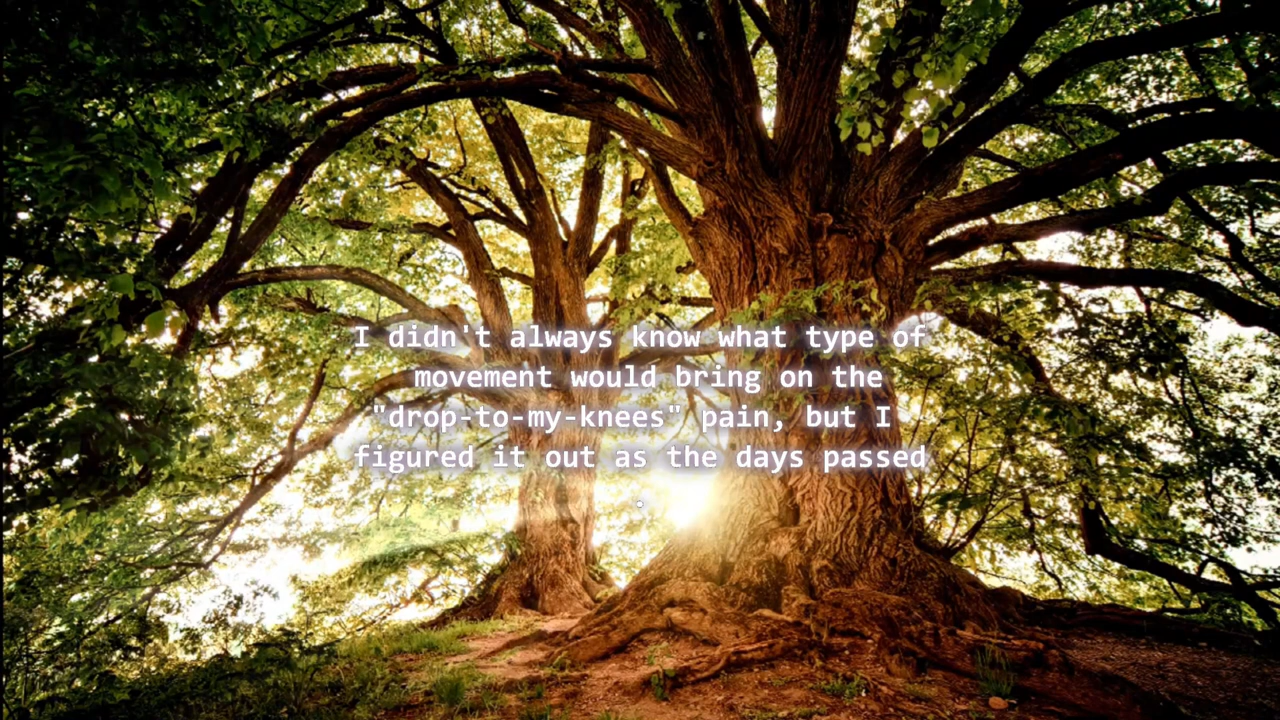 I didn't always know what type of
movement would bring on the
"drop-to-my-knees" pain, but I
figured it out as the days passed
.